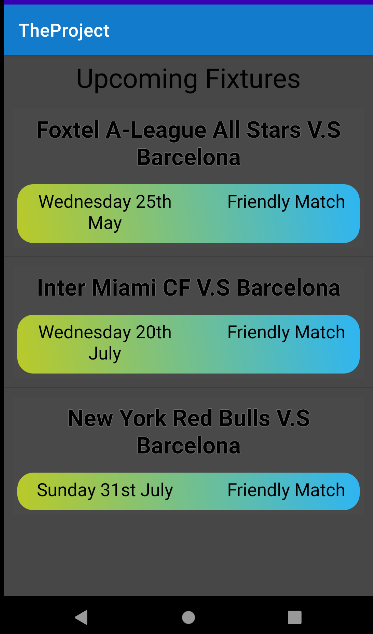 TheProject
Upcoming Fixtures
Foxtel A-League All Stars V.S
Barcelona
Wednesday 25th
May
Friendly Match
Inter Miami CF V.S Barcelona
Wednesday 20th
July
Friendly Match
New York Red Bulls V.S
Barcelona
Sunday 31st July
Friendly Match